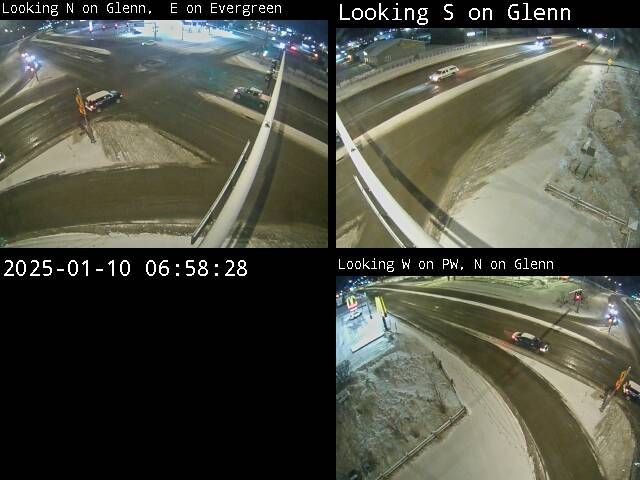 Looking N on Glenn,  E on Evergreen
Looking S on Glenn
2025-01-10 06:58:28
Looking W on PW, N on Glenn